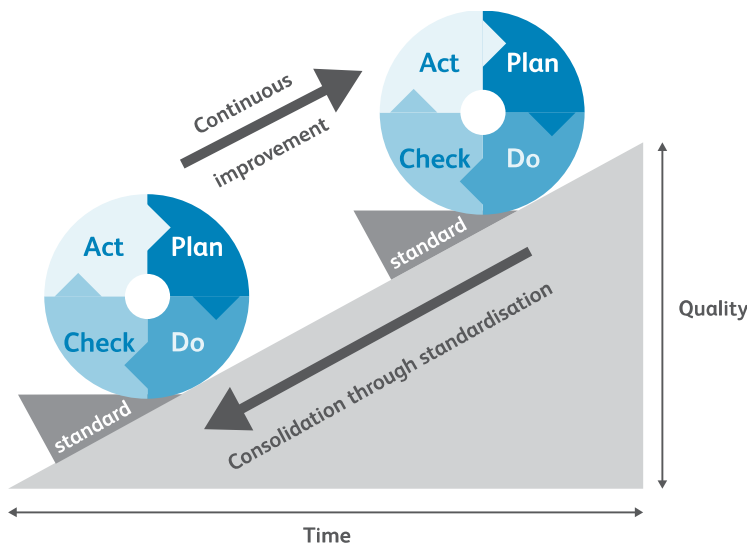 Continuous
improvement
Act
Plan
Check
Do
standard
Act
Plan
Check
Do
standard
Consolidation through standardisation
Quality
Time